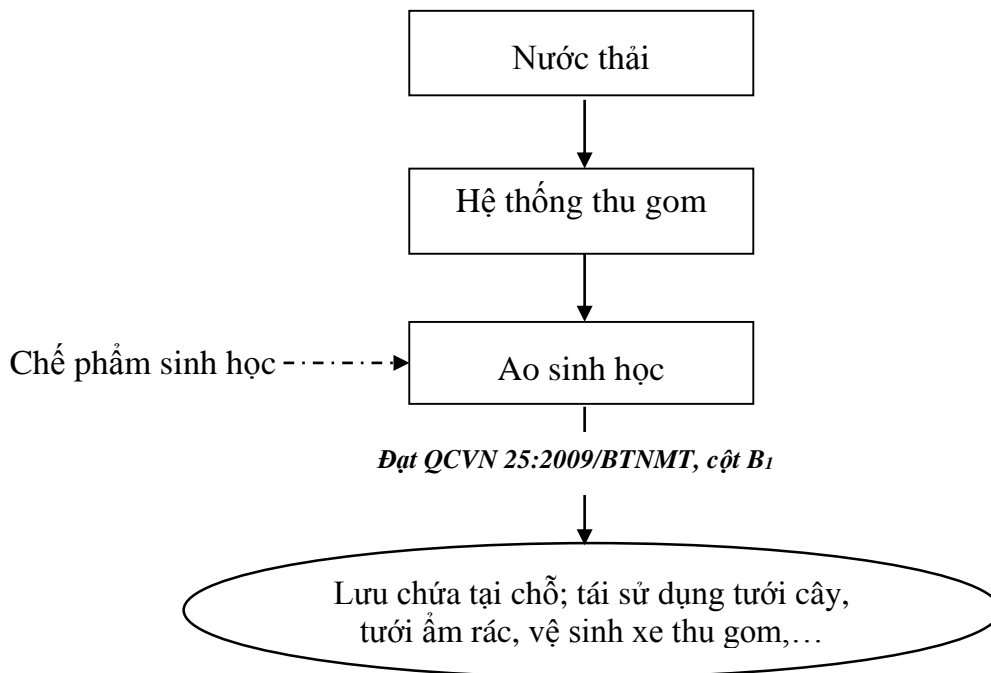 Nước thải
Hệ thống thu gom
Chế phẩm sinh học
Ao sinh học
Đạt QCVN 25:2009/BTNMT, cột B₁
Lưu chứa tại chỗ; tái sử dụng tưới cây,
tưới ẩm rác, vệ sinh xe thu gom,…